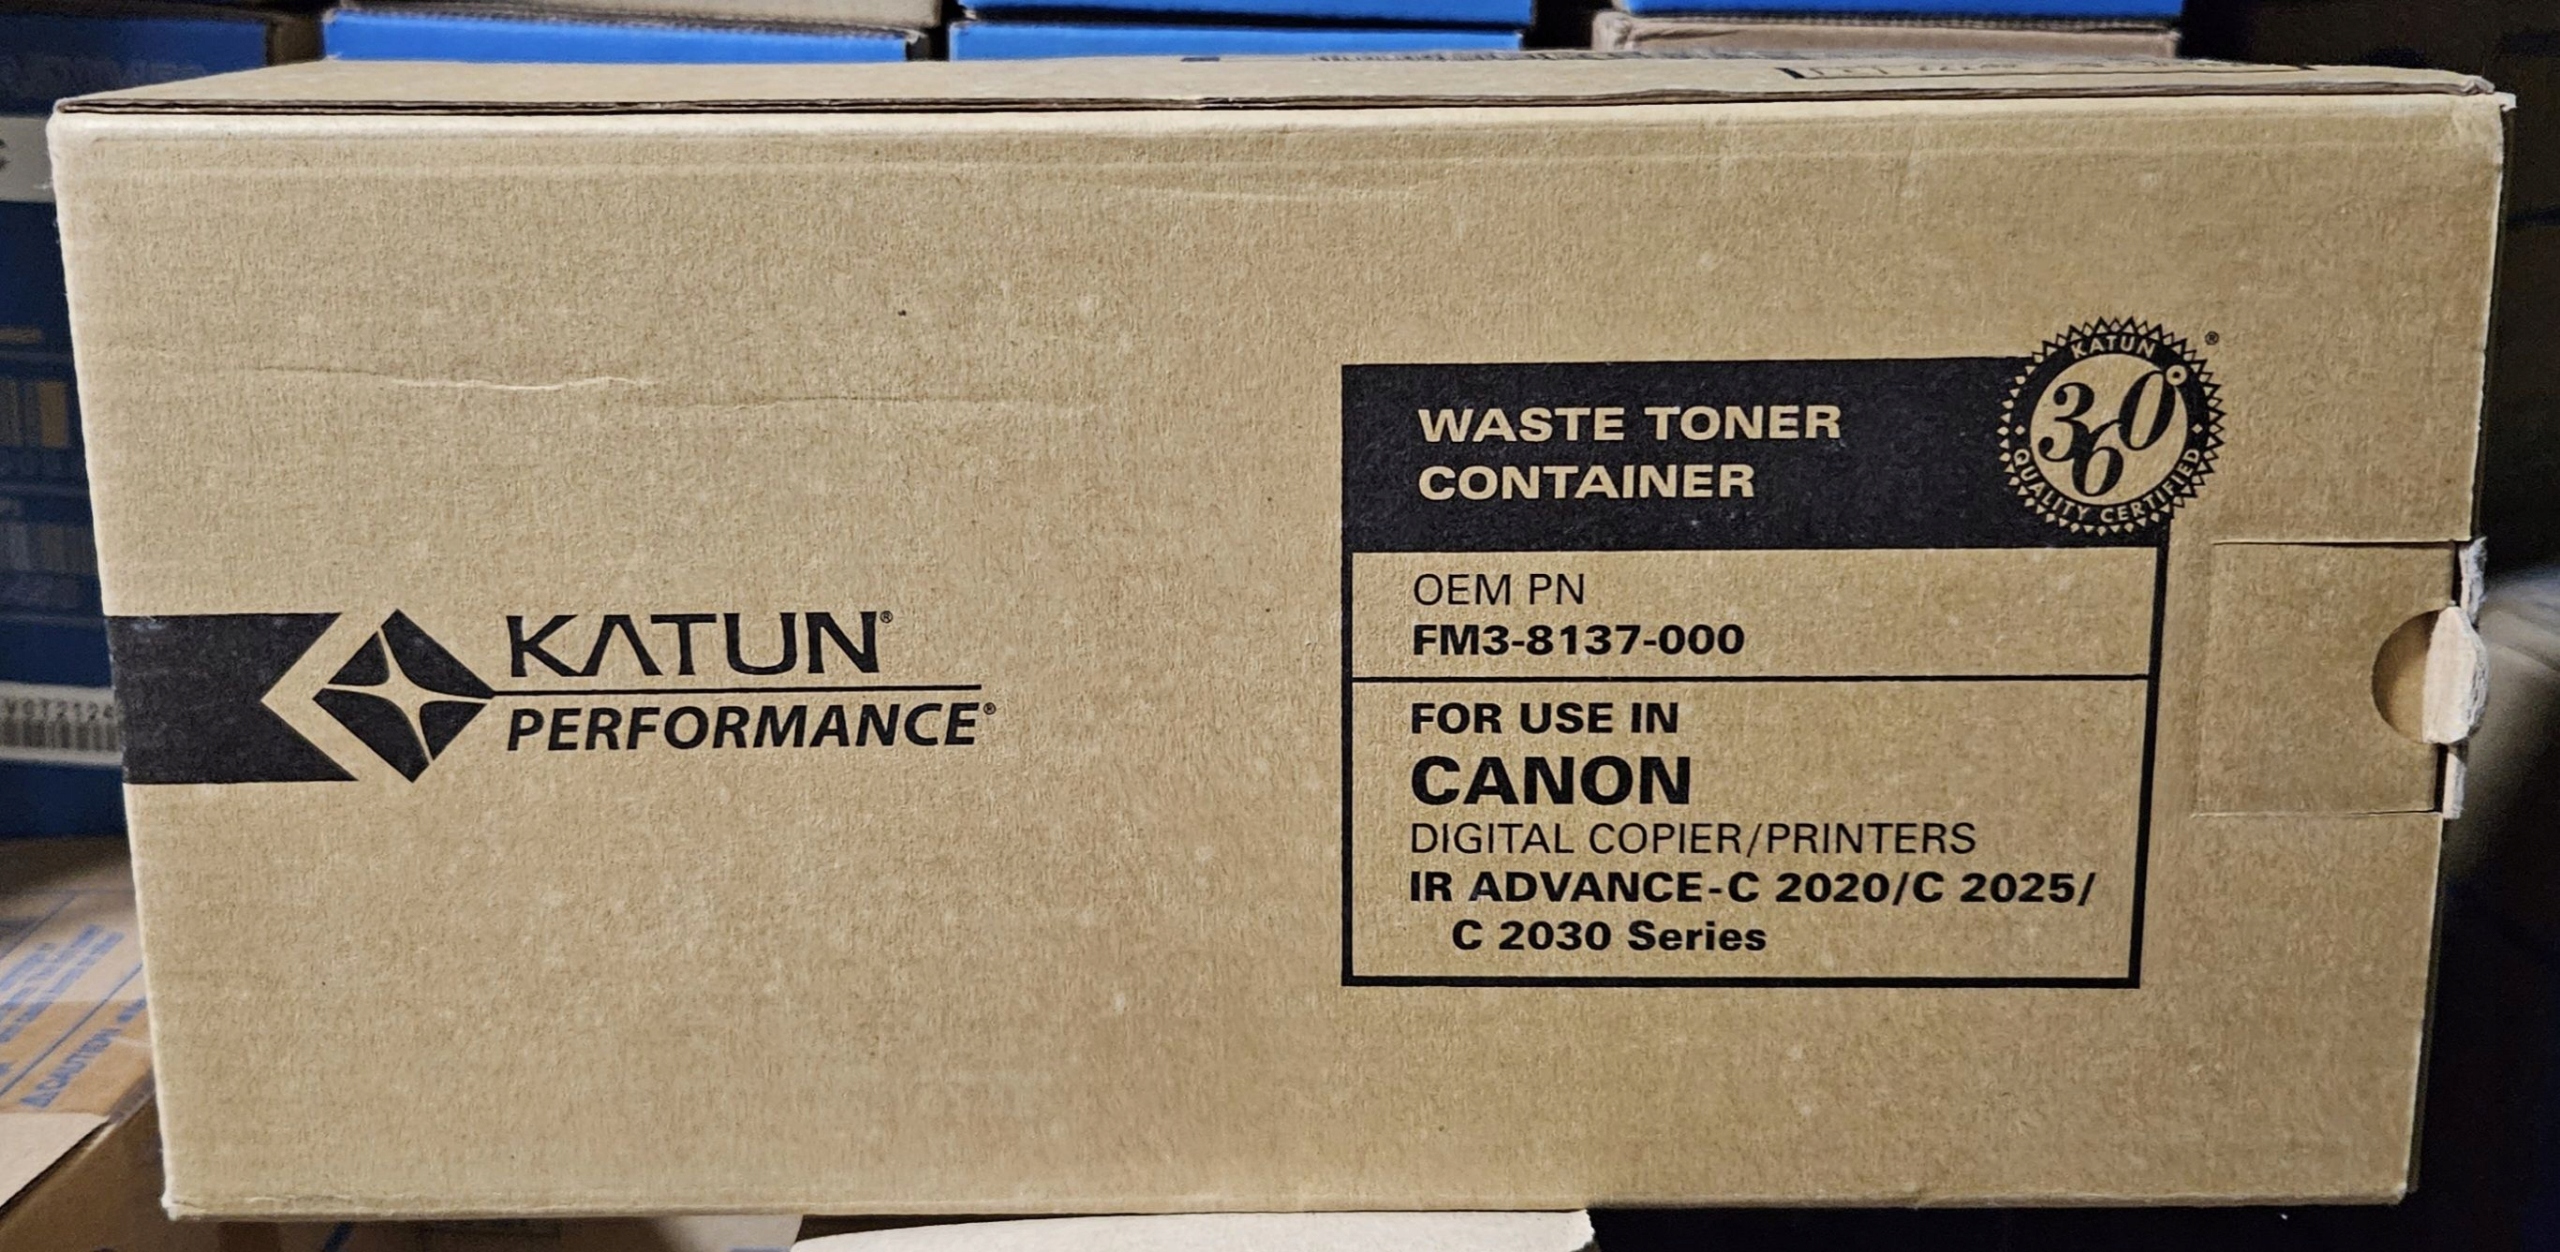 WASTE TONER
CONTAINER
KATUN
360°
QUALITY CERTIFIED
®
OEM PN
FM3-8137-000
KATUN®
PERFORMANCE®
FOR USE IN
CANON
DIGITAL COPIER/PRINTERS
IR ADVANCE-C 2020/C 2025/
C 2030 Series
⚠CAUTION